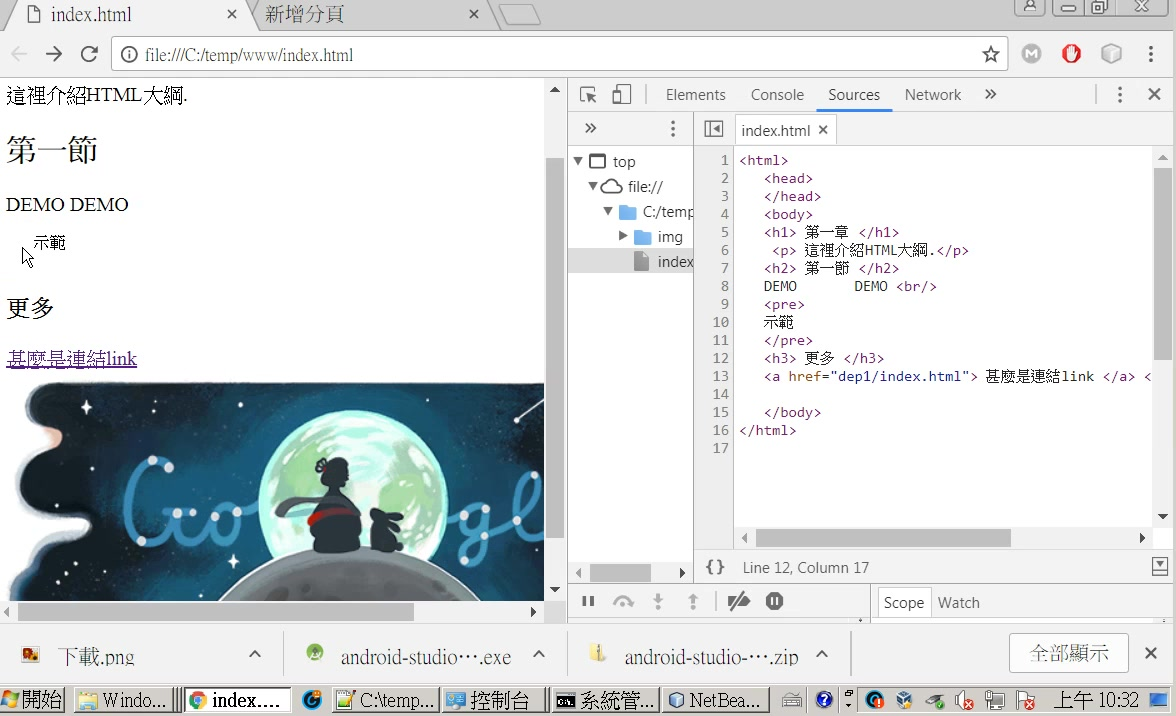 index.html
新增分頁
file:///C:/temp/www/index.html
這裡介紹HTML大綱.
第一節
DEMO DEMO
示範
更多
甚麼是連結link
Google
Elements Console Sources Network
index.html
top
file://
C:/temp
img
index
1 <html>
2 <head>
3 </head>
4 <body>
5 <h1> 第一章 </h1>
6 <p> 這裡介紹HTML大綱.</p>
7 <h2> 第一節 </h2>
8 DEMO DEMO <br/>
9 <pre>
10 示範
11 </pre>
12 <h3> 更多 </h3>
13 <a href="dep1/index.html"> 甚麼是連結link </a> <
14
15 </body>
16 </html>
17
{} Line 12, Column 17
Scope Watch
下載.png
android-studio-....exe
android-studio-....zip
全部顯示
開始 Windo... index.... C:\temp... 控制台 系統管... NetBea... 上午 10:32